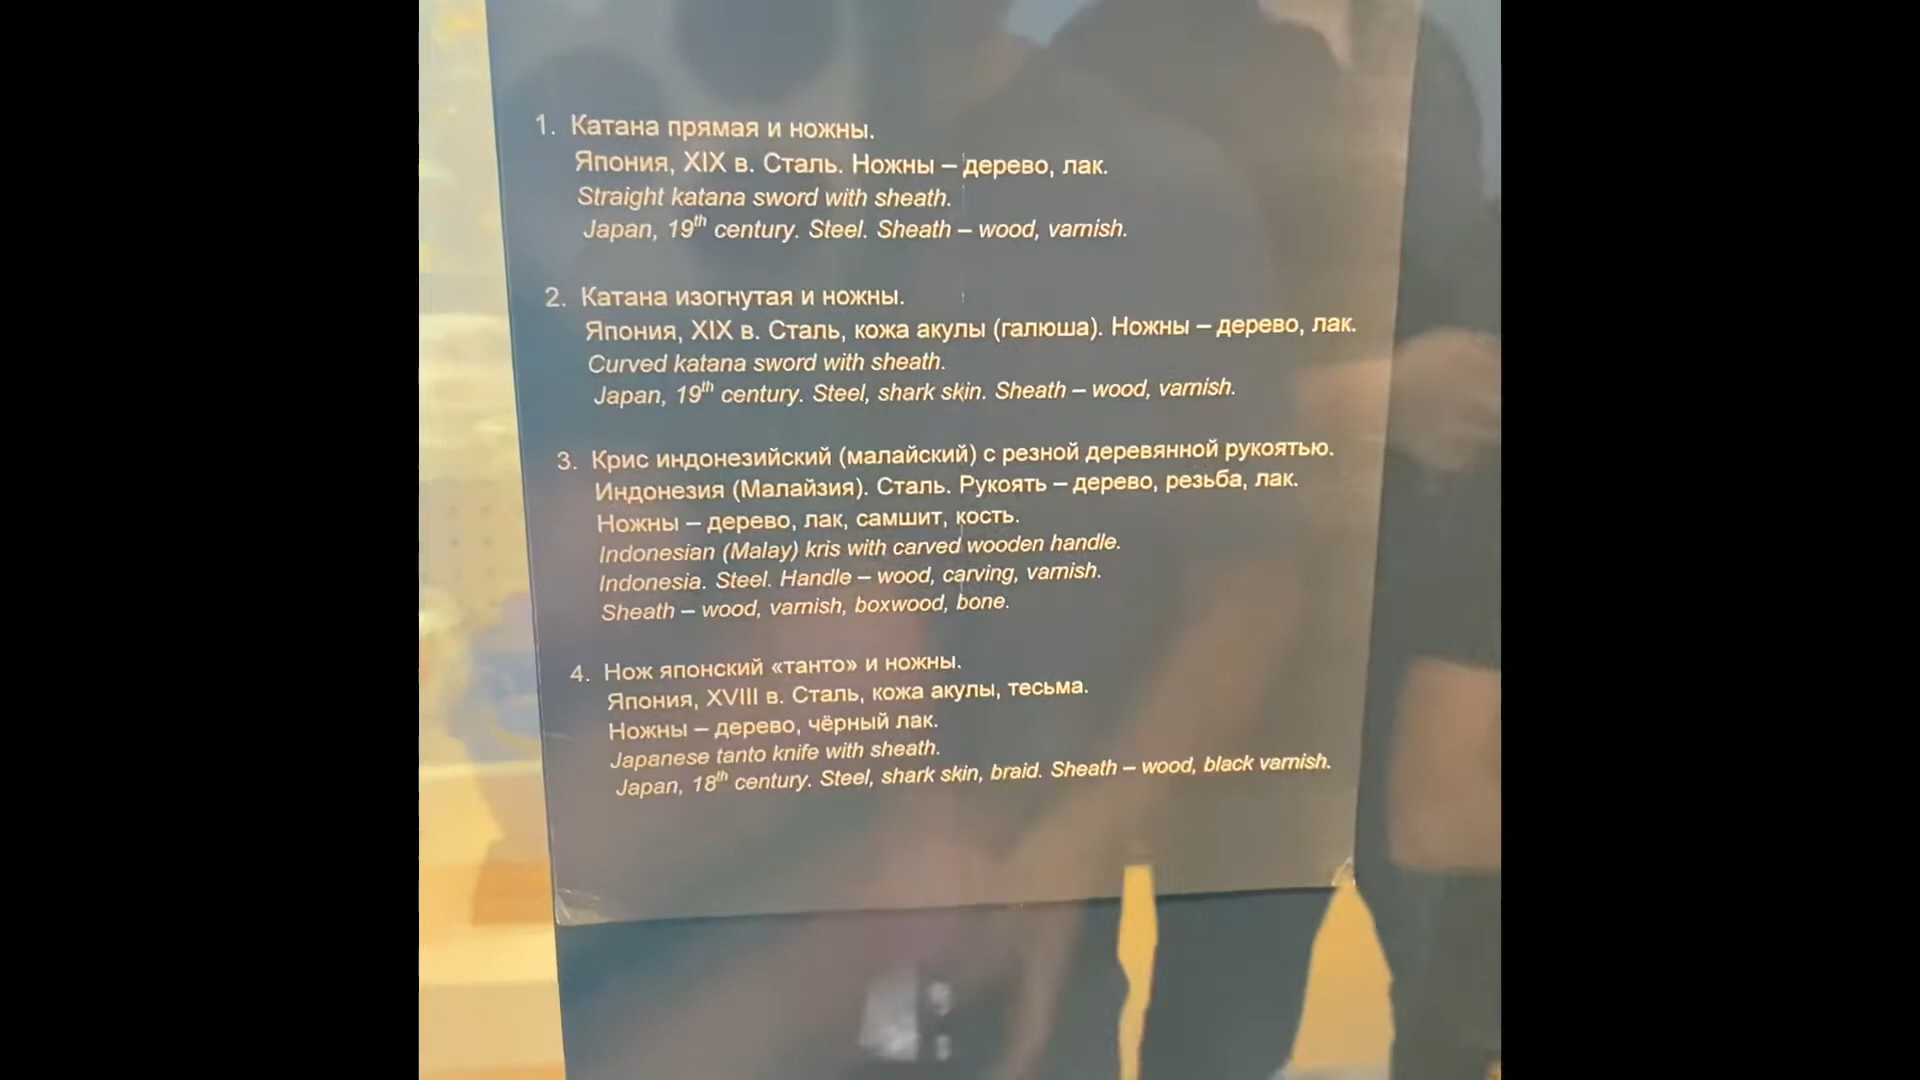 1. Катана прямая и ножны.
Япония, XIX в. Сталь. Ножны – дерево, лак.
Straight katana sword with sheath.
Japan, 19th century. Steel. Sheath – wood, varnish.
2. Катана изогнутая и ножны.
Япония, XIX в. Сталь, кожа акулы (галюша). Ножны – дерево, лак.
Curved katana sword with sheath.
Japan, 19th century. Steel, shark skin. Sheath – wood, varnish.
3. Крис индонезийский (малайский) с резной деревянной рукоятью.
Индонезия (Малайзия). Сталь. Рукоять – дерево, резьба, лак.
Ножны – дерево, лак, самшит, кость.
Indonesian (Malay) kris with carved wooden handle.
Indonesia. Steel. Handle – wood, carving, varnish.
Sheath – wood, varnish, boxwood, bone.
4. Нож японский «танто» и ножны.
Япония, XVIII в. Сталь, кожа акулы, тесьма.
Ножны – дерево, чёрный лак.
Japanese tanto knife with sheath.
Japan, 18th century. Steel, shark skin, braid. Sheath – wood, black varnish.